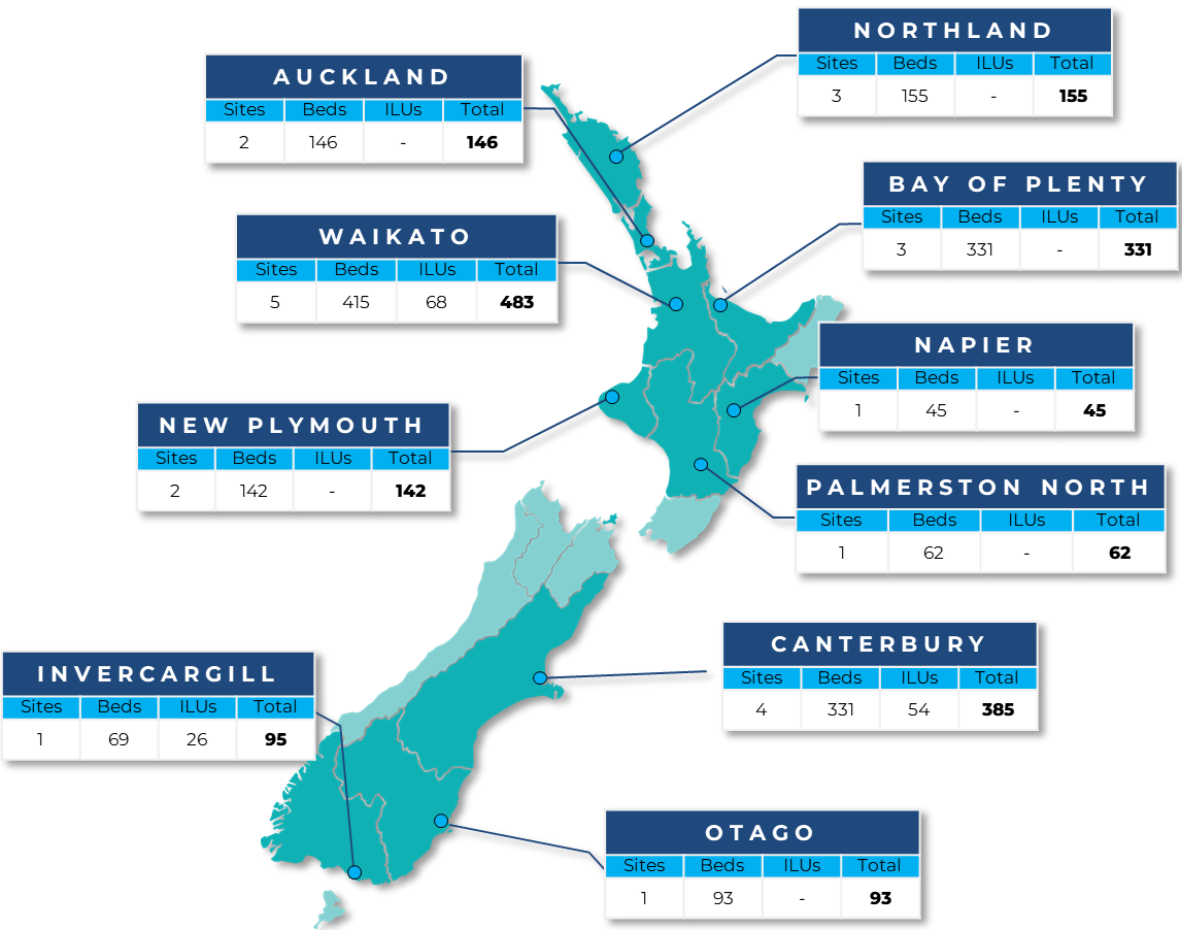 NORTHLAND
Sites Beds ILUs Total
3 155 - 155
AUCKLAND
Sites Beds ILUs Total
2 146 - 146
BAY OF PLENTY
Sites Beds ILUs Total
3 331 - 331
WAIKATO
Sites Beds ILUs Total
5 415 68 483
NAPIER
Sites Beds ILUs Total
1 45 - 45
NEW PLYMOUTH
Sites Beds ILUs Total
2 142 - 142
PALMERSTON NORTH
Sites Beds ILUs Total
1 62 - 62
CANTERBURY
Sites Beds ILUs Total
4 331 54 385
INVERCARGILL
Sites Beds ILUs Total
1 69 26 95
OTAGO
Sites Beds ILUs Total
1 93 - 93